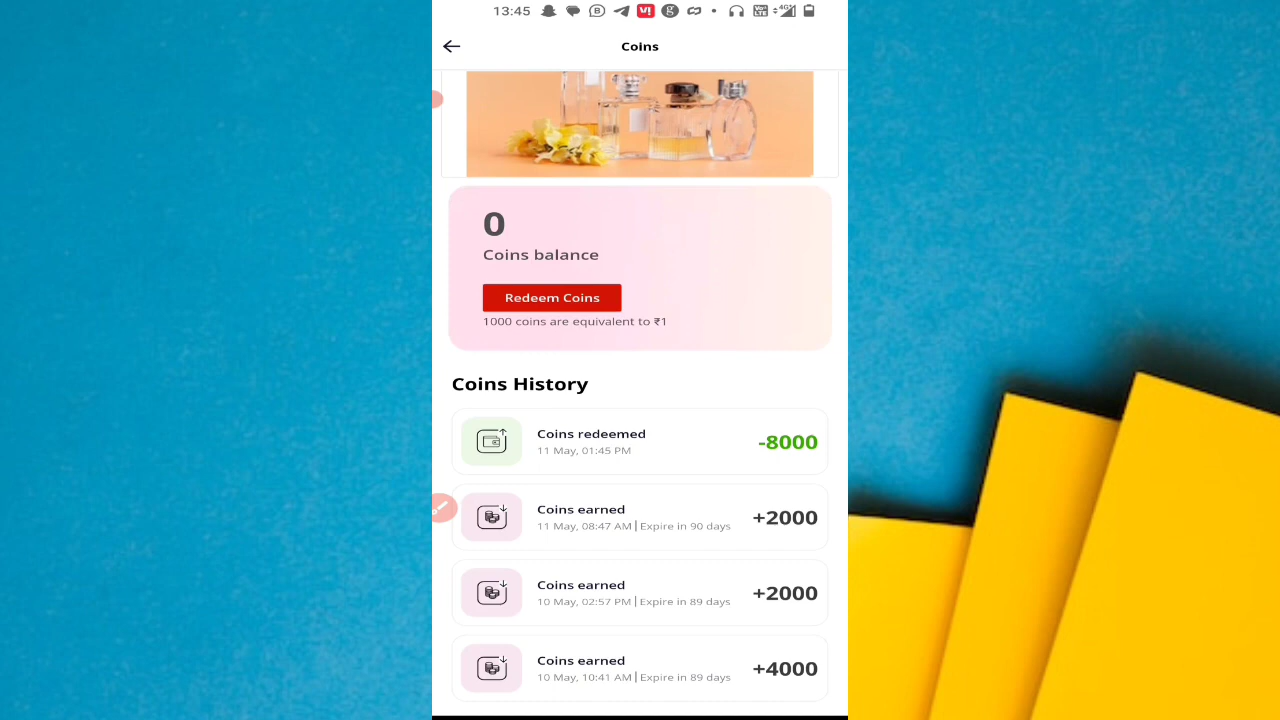 13:45
Coins
0
Coins balance
Redeem Coins
1000 coins are equivalent to ₹1
Coins History
Coins redeemed
11 May, 01:45 PM
-8000
Coins earned
11 May, 08:47 AM | Expire in 90 days
+2000
Coins earned
10 May, 02:57 PM | Expire in 89 days
+2000
Coins earned
10 May, 10:41 AM | Expire in 89 days
+4000